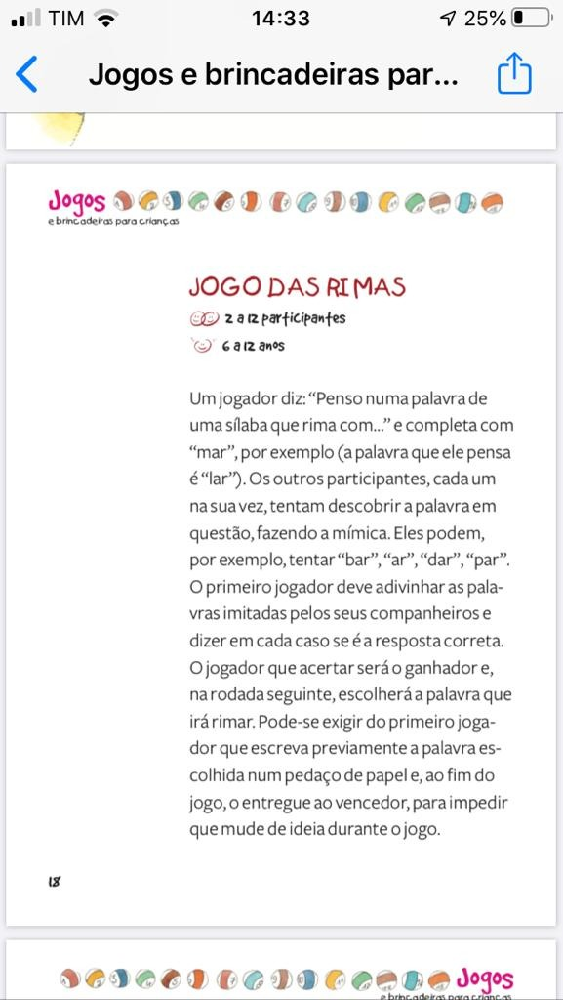 TIM 14:33 25%
Jogos e brincadeiras par...
Jogos
e brincadeiras para crianças
JOGO DAS RIMAS
2 a 12 participantes
6 a 12 anos
Um jogador diz: “Penso numa palavra de
uma sílaba que rima com...” e completa com
“mar”, por exemplo (a palavra que ele pensa
é “lar”). Os outros participantes, cada um
na sua vez, tentam descobrir a palavra em
questão, fazendo a mímica. Eles podem,
por exemplo, tentar “bar”, “ar”, “dar”, “par”.
O primeiro jogador deve adivinhar as pala-
vras imitadas pelos seus companheiros e
dizer em cada caso se é a resposta correta.
O jogador que acertar será o ganhador e,
na rodada seguinte, escolherá a palavra que
irá rimar. Pode-se exigir do primeiro joga-
dor que escreva previamente a palavra es-
colhida num pedaço de papel e, ao fim do
jogo, o entregue ao vencedor, para impedir
que mude de ideia durante o jogo.
18
Jogos
e brincadeiras para crianças